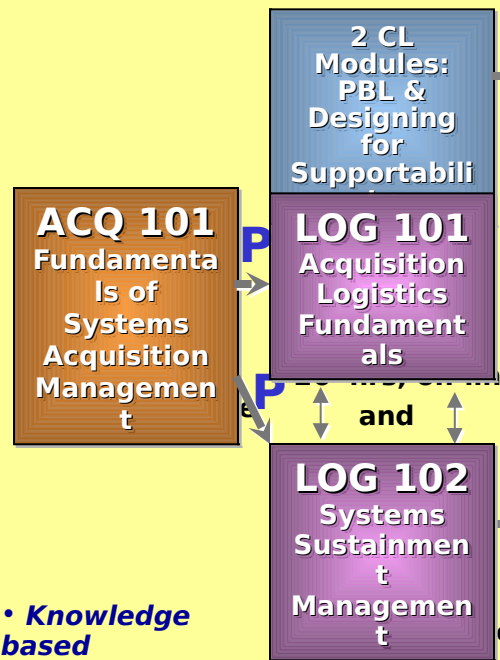 2 CL
Modules:
PBL &
Designing
for
Supportabili
ACQ 101
Fundamenta
ls of
Systems
Acquisition
Managemen
t
P
LOG 101
Acquisition
Logistics
Fundament
als
P
and
LOG 102
Systems
Sustainmen
t
Managemen
t
• Knowledge
based